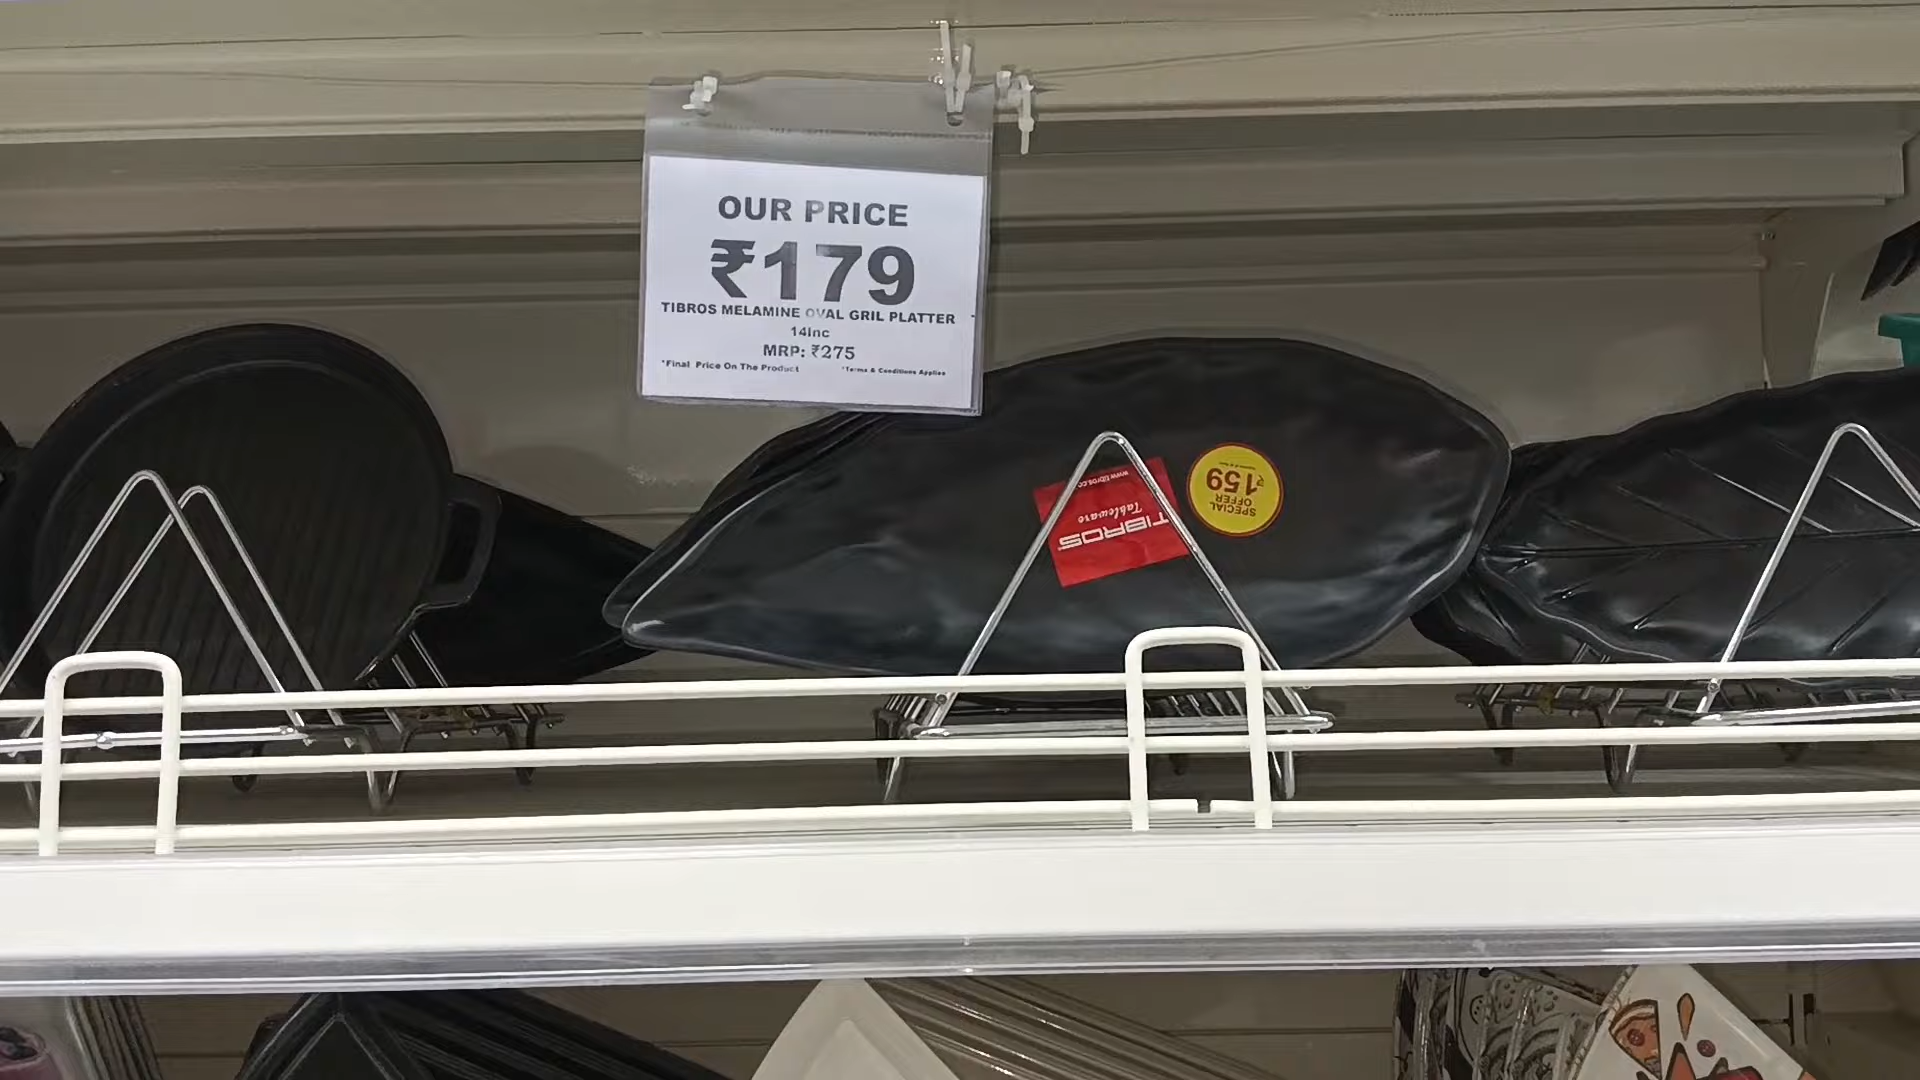 OUR PRICE
₹179
TIBROS MELAMINE OVAL GRIL PLATTER
14Inc
MRP: ₹275
*Final Price On The Product *Terms & Conditions Applies
SPECIAL
OFFER
₹159
TIBROS
Tableware